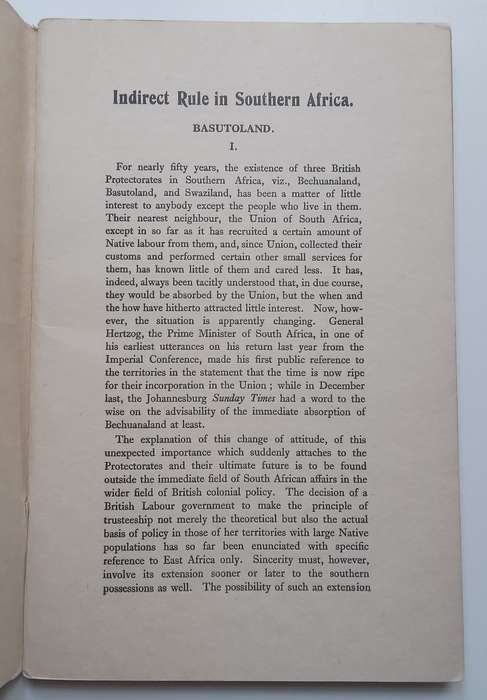 Indirect Rule in Southern Africa.
BASUTOLAND.
I.
For nearly fifty years, the existence of three British
Protectorates in Southern Africa, viz., Bechuanaland,
Basutoland, and Swaziland, has been a matter of little
interest to anybody except the people who live in them.
Their nearest neighbour, the Union of South Africa,
except in so far as it has recruited a certain amount of
Native labour from them, and, since Union, collected their
customs and performed certain other small services for
them, has known little of them and cared less. It has,
indeed, always been tacitly understood that, in due course,
they would be absorbed by the Union, but the when and
the how have hitherto attracted little interest. Now, how-
ever, the situation is apparently changing. General
Hertzog, the Prime Minister of South Africa, in one of
his earliest utterances on his return last year from the
Imperial Conference, made his first public reference to
the territories in the statement that the time is now ripe
for their incorporation in the Union ; while in December
last, the Johannesburg Sunday Times had a word to the
wise on the advisability of the immediate absorption of
Bechuanaland at least.
The explanation of this change of attitude, of this
unexpected importance which suddenly attaches to the
Protectorates and their ultimate future is to be found
outside the immediate field of South African affairs in the
wider field of British colonial policy. The decision of a
British Labour government to make the principle of
trusteeship not merely the theoretical but also the actual
basis of policy in those of her territories with large Native
populations has so far been enunciated with specific
reference to East Africa only. Sincerity must, however,
involve its extension sooner or later to the southern
possessions as well. The possibility of such an extension